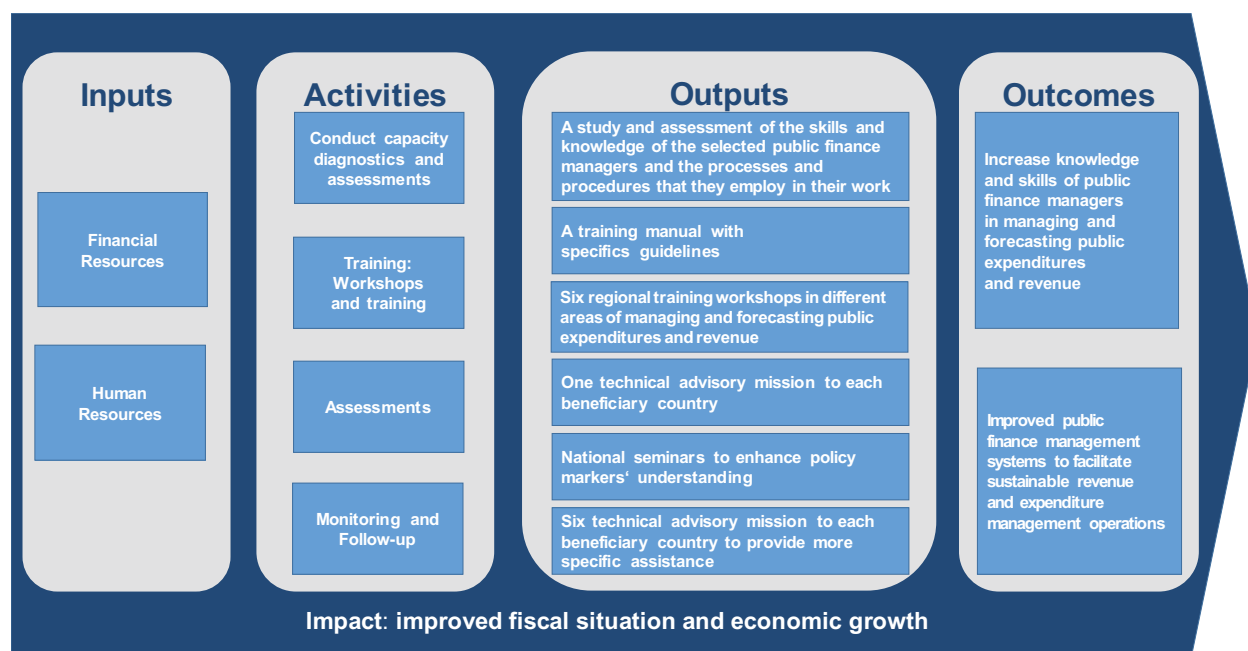 Inputs
Financial
Resources
Human
Resources
Activities
Conduct capacity
diagnostics and
assessments
Training:
Workshops
and training
Assessments
Monitoring and
Follow-up
Outputs
A study and assessment of the skills and
knowledge of the selected public finance
managers and the processes and
procedures that they employ in their work
A training manual with
specifics guidelines
Six regional training workshops in different
areas of managing and forecasting public
expenditures and revenue
One technical advisory mission to each
beneficiary country
National seminars to enhance policy
markers‘ understanding
Six technical advisory mission to each
beneficiary country to provide more
specific assistance
Outcomes
Increase knowledge
and skills of public
finance managers
in managing and
forecasting public
expenditures
and revenue
Improved public
finance management
systems to facilitate
sustainable revenue
and expenditure
management operations
Impact: improved fiscal situation and economic growth